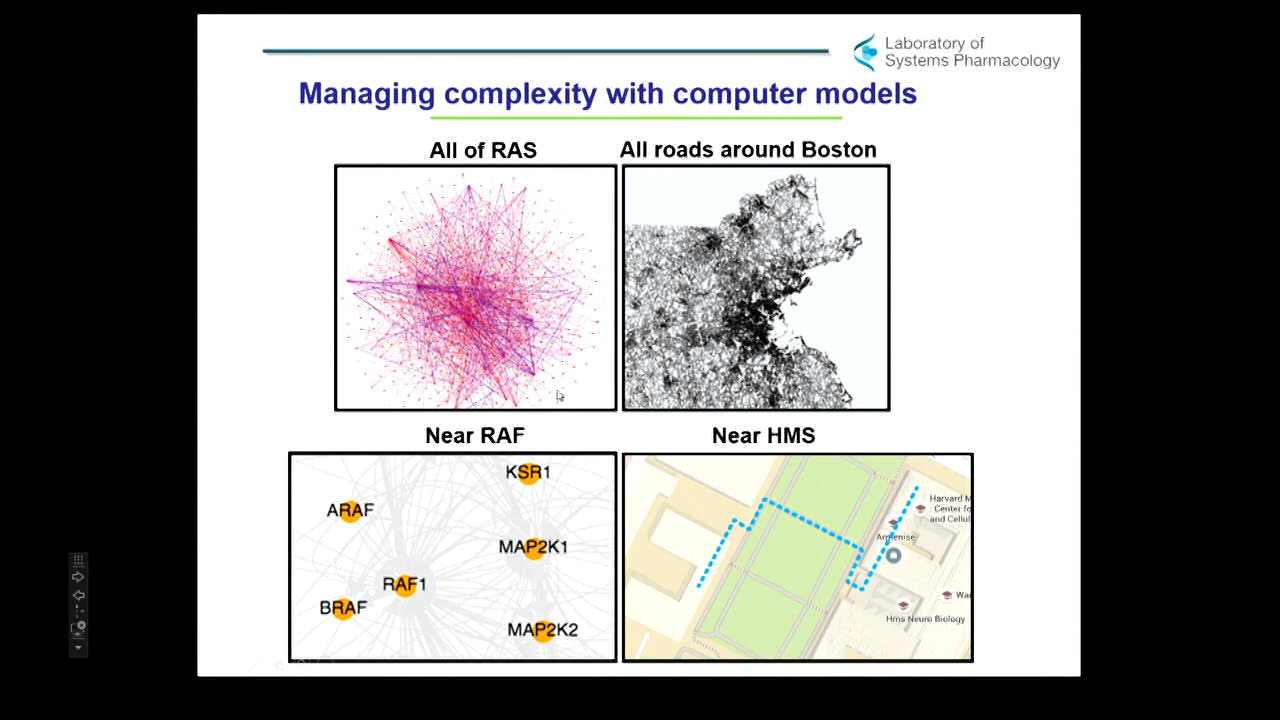 Laboratory of
Systems Pharmacology
Managing complexity with computer models
All of RAS
All roads around Boston
Near RAF
Near HMS
KSR1
ARAF
MAP2K1
RAF1
BRAF
MAP2K2
Harvard M
Center fo
and Cellul
Armenise
Wa
Hms Neuro Biology